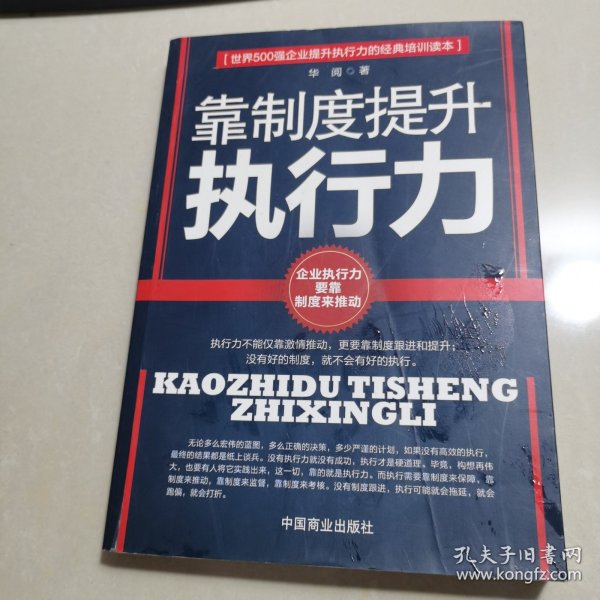 [世界500强企业提升执行力的经典培训读本]
华阅◎著
靠制度提升
执行力
企业执行力
要靠
制度来推动
执行力不能仅靠激情推动，更要靠制度跟进和提升；
没有好的制度，就不会有好的执行。
KAOZHIDU TISHENG
ZHIXINGLI
无论多么宏伟的蓝图，多么正确的决策，多少严谨的计划，如果没有高效的执行，
最终的结果都是纸上谈兵。没有执行力就没有成功，执行才是硬道理。毕竟，构想再伟
大，也要有人将它实践出来，这一切，靠的就是执行力。而执行需要靠制度来保障，靠
制度来推动，靠制度来监督，靠制度来考核。没有制度跟进，执行可能就会拖延，就会
跑偏，就会打折。
中国商业出版社
孔夫子旧书网
www.kongfz.com